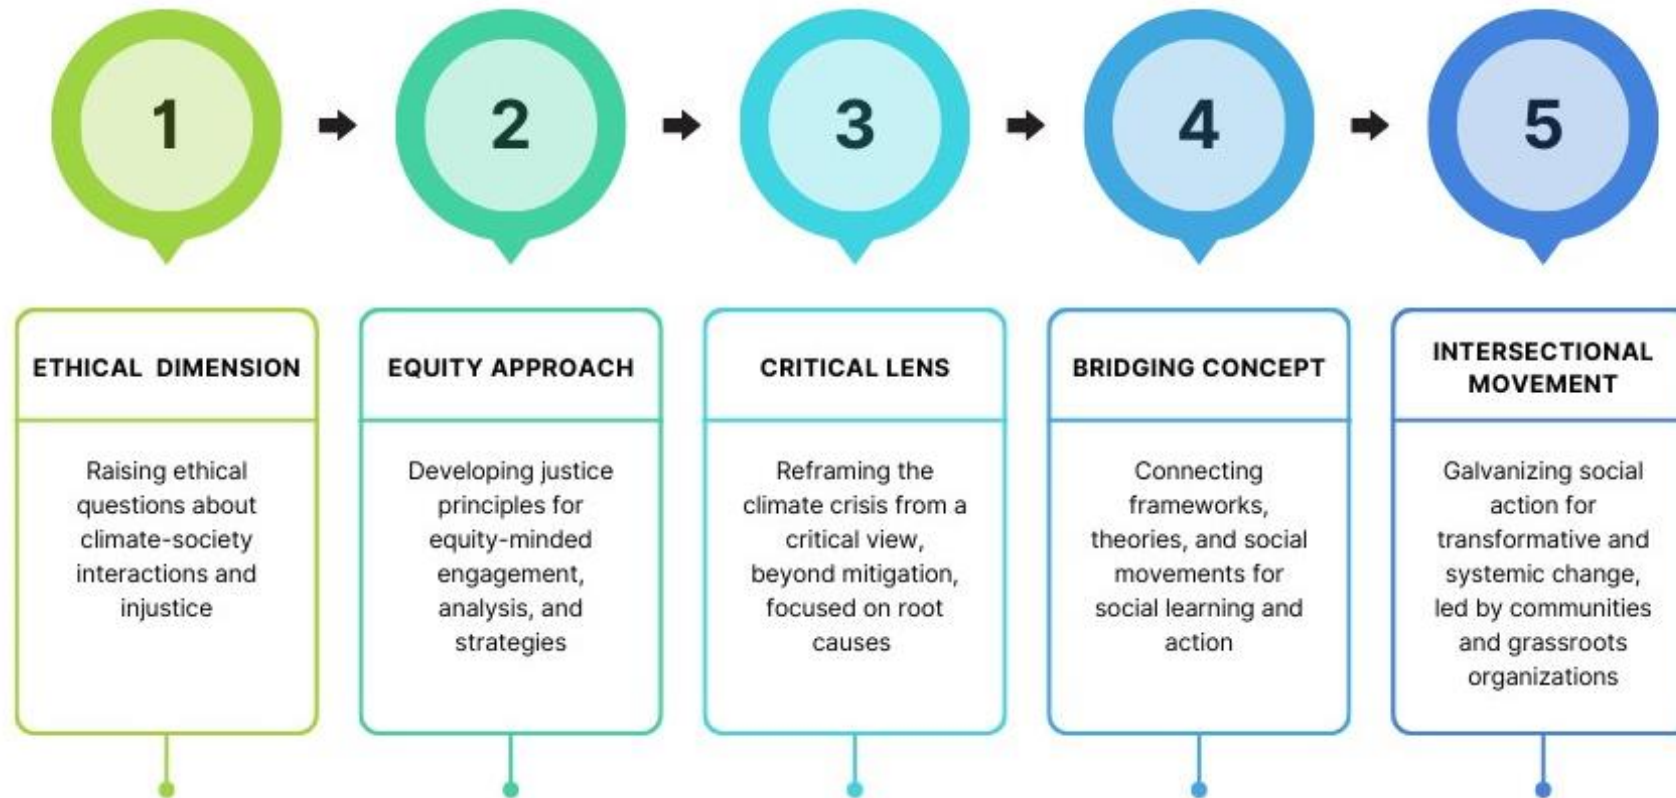 1
2
3
4
5
ETHICAL DIMENSION
Raising ethical
questions about
climate-society
interactions and
injustice
EQUITY APPROACH
Developing justice
principles for
equity-minded
engagement,
analysis, and
strategies
CRITICAL LENS
Reframing the
climate crisis from a
critical view,
beyond mitigation,
focused on root
causes
BRIDGING CONCEPT
Connecting
frameworks,
theories, and social
movements for
social learning and
action
INTERSECTIONAL
MOVEMENT
Galvanizing social
action for
transformative and
systemic change,
led by communities
and grassroots
organizations